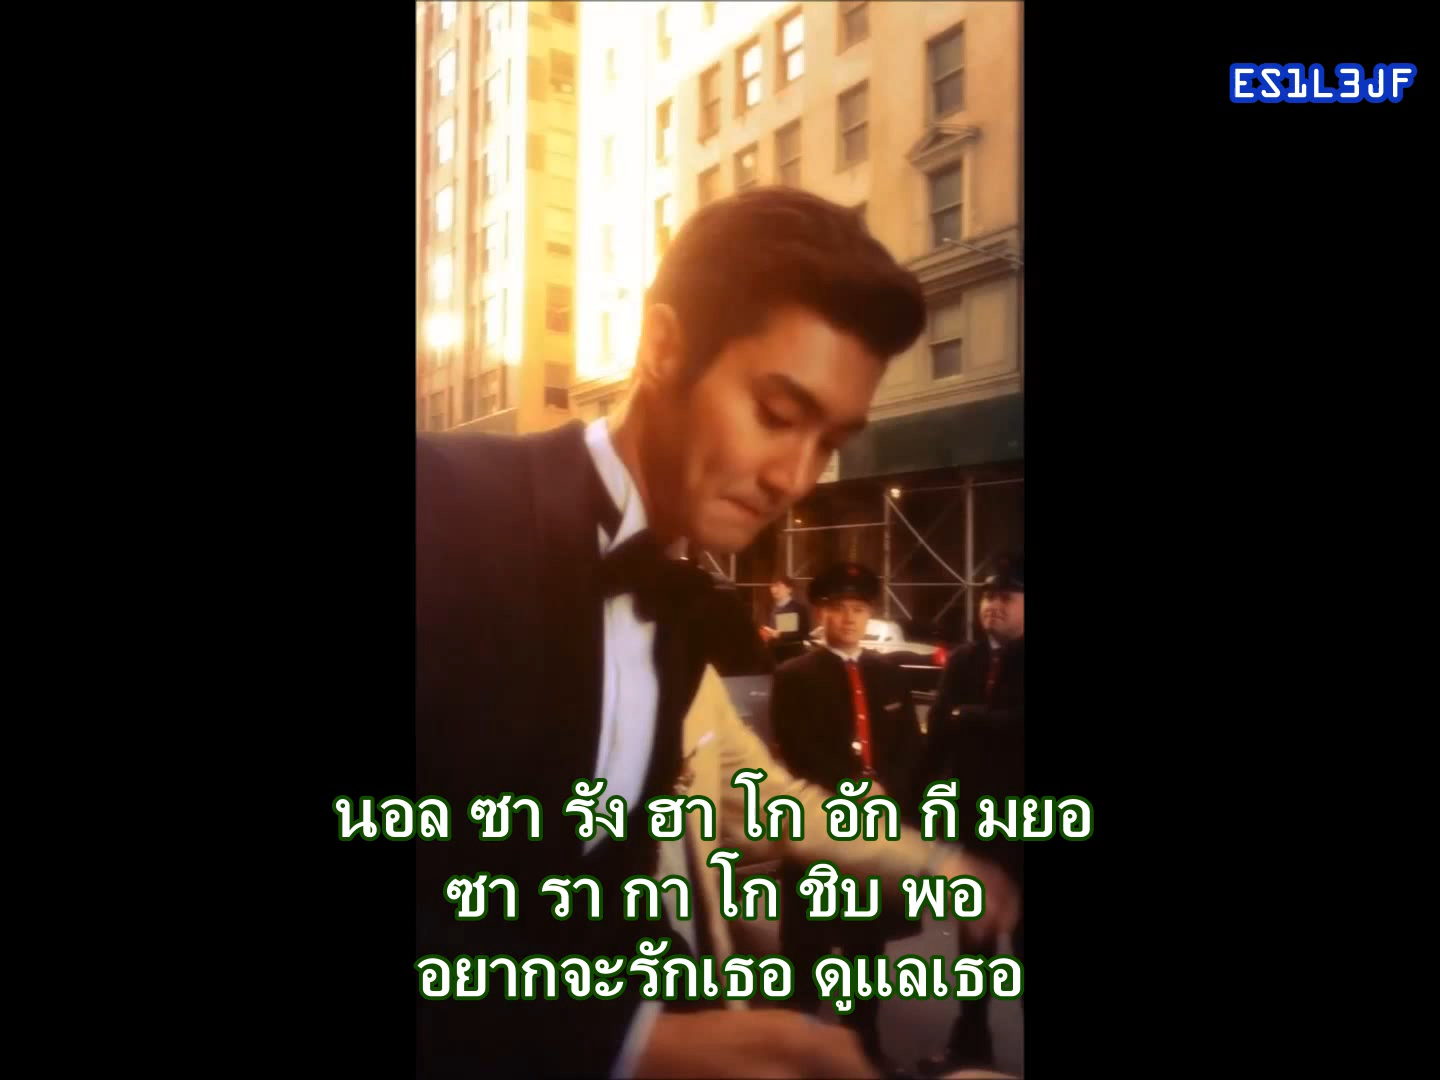 ES1L3JF
นอล ซา รัง ฮา โก อัก กี มยอ
ซา รา กา โก ชิบ พอ
อยากจะรักเธอ ดูแลเธอ